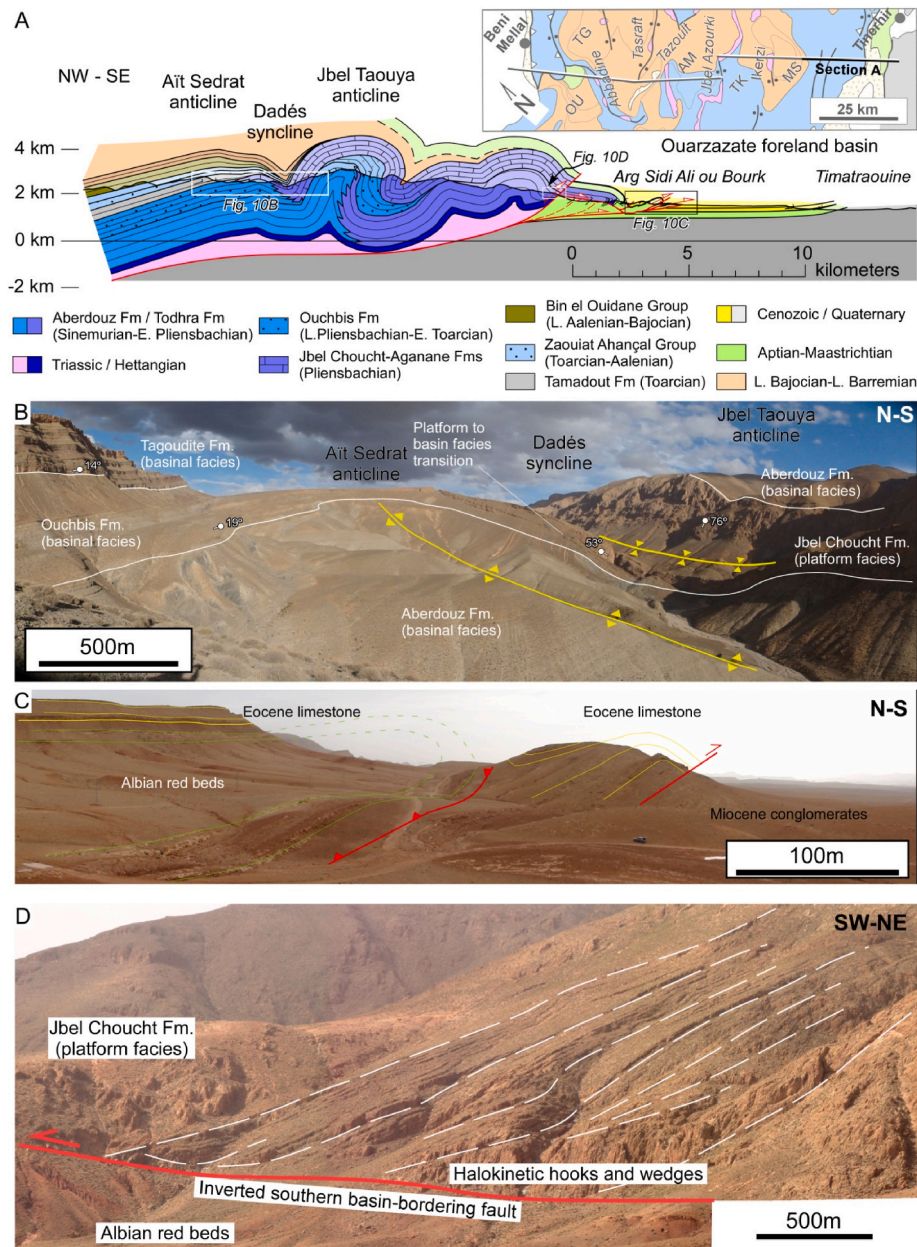 A
NW - SE
Aït Sedrat
anticline
Dadés
syncline
Jbel Taouya
anticline
Beni
Mellal
TG
Tasraft
Tazoult
Jbel Azourki
Ikerzi
Tinerhir
OU
Abbadine
AM
TK
MS
Section A
N
25 km
4 km
2 km
0 km
-2 km
Fig. 10B
Fig. 10D
Fig. 10C
Ouarzazate foreland basin
Arg Sidi Ali ou Bourk
Timatraouine
0
5
10
kilometers
Aberdouz Fm / Todhra Fm
(Sinemurian-E. Pliensbachian)
Triassic / Hettangian
Ouchbis Fm
(L.Pliensbachian-E. Toarcian)
Jbel Choucht-Aganane Fms
(Pliensbachian)
Bin el Ouidane Group
(L. Aalenian-Bajocian)
Zaouiat Ahançal Group
(Toarcian-Aalenian)
Tamadout Fm (Toarcian)
Cenozoic / Quaternary
Aptian-Maastrichtian
L. Bajocian-L. Barremian
B
N-S
Tagoudite Fm.
(basinal facies)
14º
Ouchbis Fm.
(basinal facies)
19º
Aït Sedrat
anticline
Platform to
basin facies
transition
Dadés
syncline
Jbel Taouya
anticline
Aberdouz Fm.
(basinal facies)
76º
53º
Jbel Choucht Fm.
(platform facies)
Aberdouz Fm.
(basinal facies)
500m
C
N-S
Eocene limestone
Eocene limestone
Albian red beds
Miocene conglomerates
100m
D
SW-NE
Jbel Choucht Fm.
(platform facies)
Halokinetic hooks and wedges
Inverted southern basin-bordering fault
Albian red beds
500m